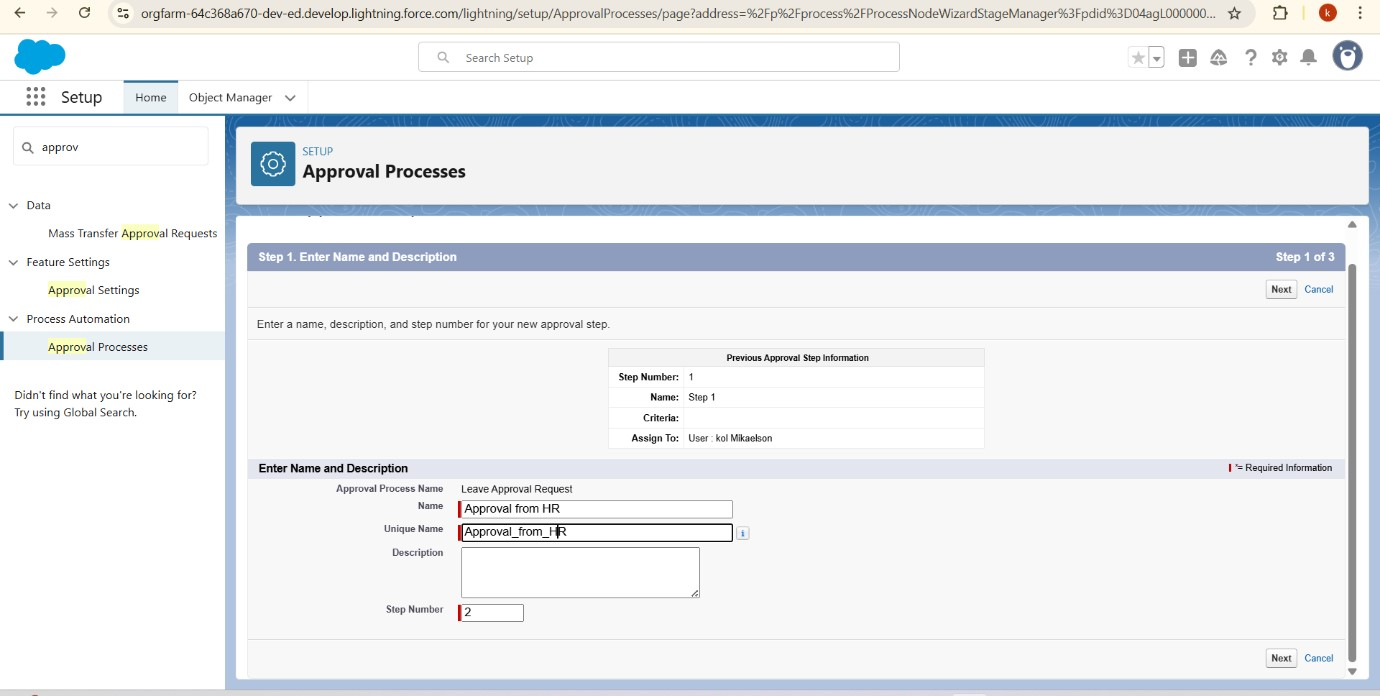 orgfarm-64c368a670-dev-ed.develop.lightning.force.com/lightning/setup/ApprovalProcesses/page?address=%2Fp%2Fprocess%2FProcessNodeWizardStageManager%3Fpdid%3D04agL000000...
k
Search Setup
Setup
Home
Object Manager
approv
Data
Mass Transfer Approval Requests
Feature Settings
Approval Settings
Process Automation
Approval Processes
Didn't find what you're looking for?
Try using Global Search.
SETUP
Approval Processes
Step 1. Enter Name and Description Step 1 of 3
Next Cancel
Enter a name, description, and step number for your new approval step.
Previous Approval Step Information
Step Number: 1
Name: Step 1
Criteria:
Assign To: User : kol Mikaelson
Enter Name and Description *= Required Information
Approval Process Name Leave Approval Request
Name Approval from HR
Unique Name Approval_from_HR i
Description
Step Number 2
Next Cancel